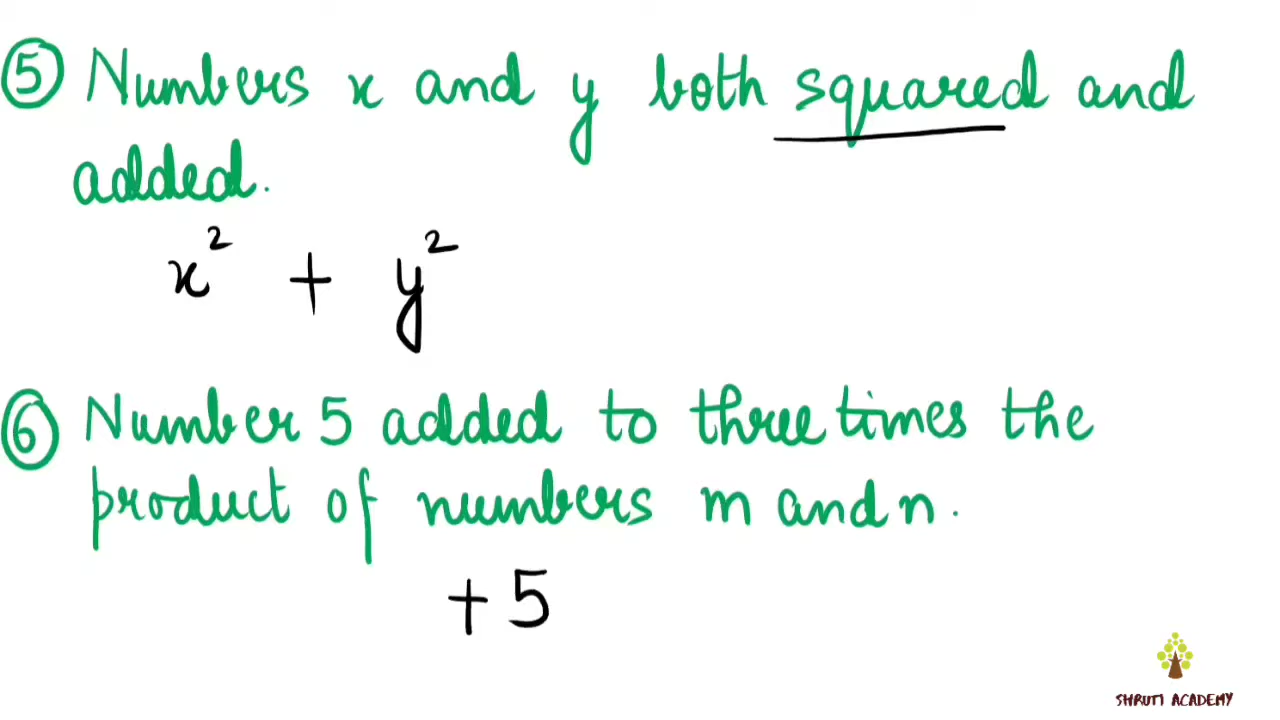 5 Numbers x and y both squared and
added.
x² + y²
6 Number 5 added to three times the
product of numbers m and n.
+ 5
SHRUTI ACADEMY